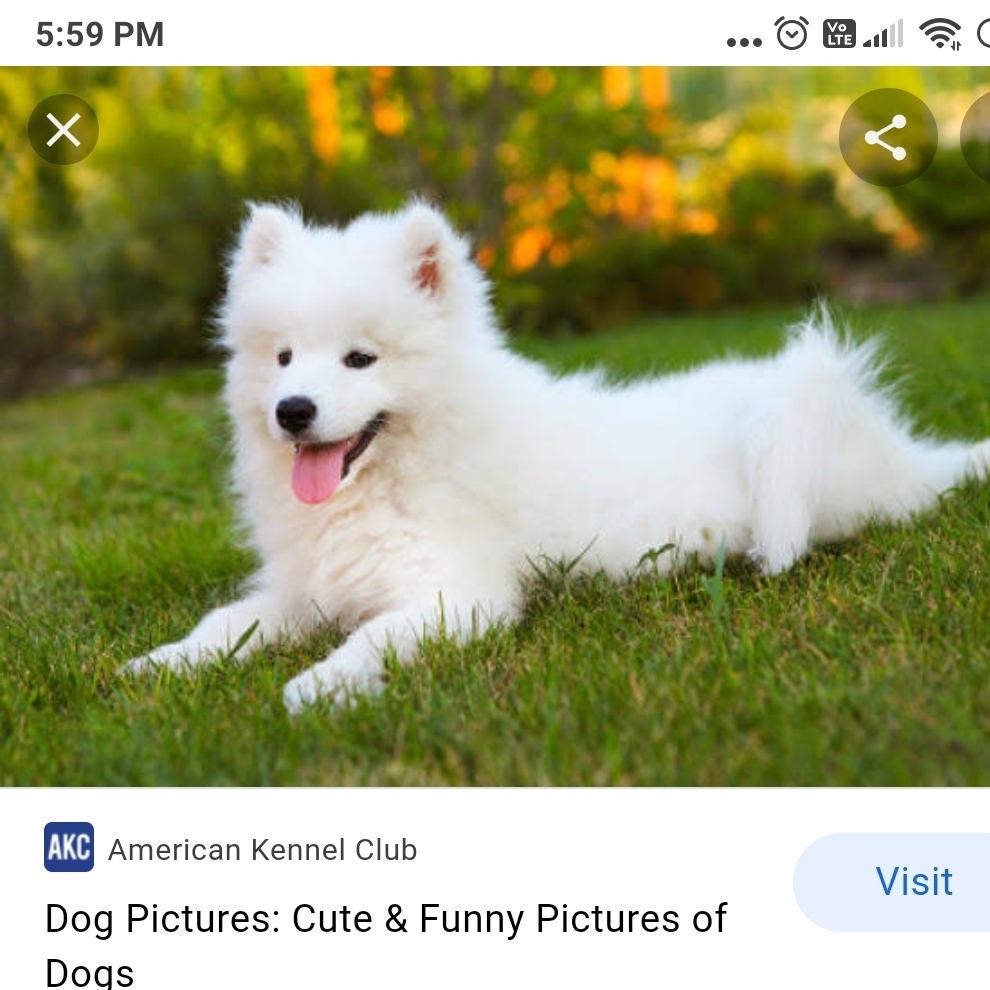 5:59 PM
Vo
LTE
AKC American Kennel Club
Visit
Dog Pictures: Cute & Funny Pictures of
Dogs